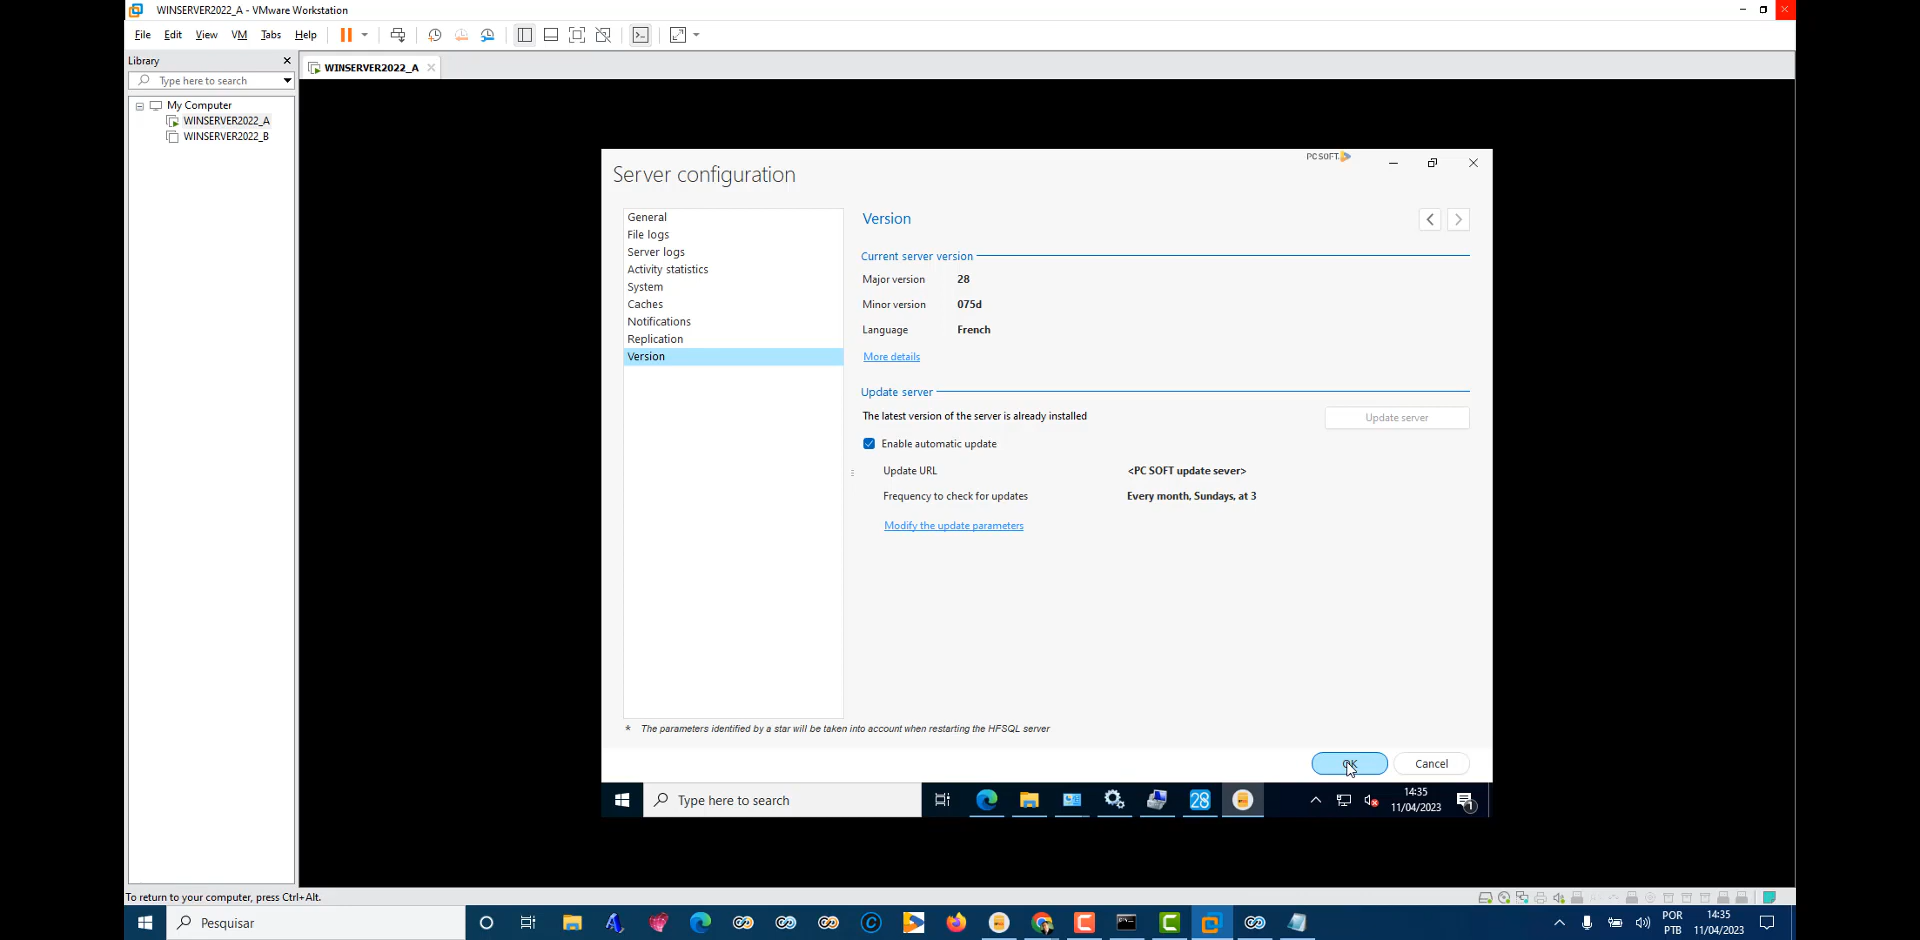 WINSERVER2022_A - VMware Workstation
File Edit View VM Tabs Help
Library
WINSERVER2022_A
Type here to search
My Computer
WINSERVER2022_A
WINSERVER2022_B
PC SOFT
Server configuration
General
File logs
Server logs
Activity statistics
System
Caches
Notifications
Replication
Version
Version
Current server version
Major version 28
Minor version 075d
Language French
More details
Update server
The latest version of the server is already installed
Update server
Enable automatic update
Update URL <PC SOFT update sever>
Frequency to check for updates Every month, Sundays, at 3
Modify the update parameters
* The parameters identified by a star will be taken into account when restarting the HFSQL server
OK Cancel
Type here to search
28
14:35
11/04/2023
1
To return to your computer, press Ctrl+Alt.
Pesquisar
POR
PTB
14:35
11/04/2023